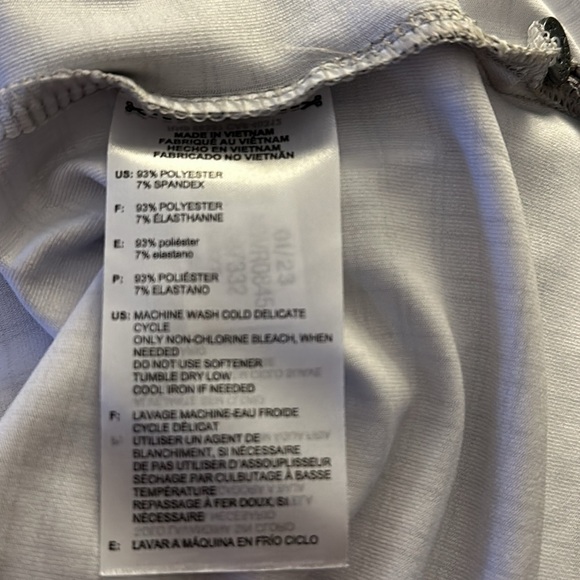 MADE IN VIETNAM
FABRIQUÉ AU VIÊTNAM
HECHO EN VIETNAM
FABRICADO NO VIETNÃN
US: 93% POLYESTER
7% SPANDEX
F: 93% POLYESTER
7% ÉLASTHANNE
E: 93% poliéster
7% elastano
P: 93% POLIÉSTER
7% ELASTANO
US: MACHINE WASH COLD DELICATE
CYCLE
ONLY NON-CHLORINE BLEACH, WHEN
NEEDED
DO NOT USE SOFTENER
TUMBLE DRY LOW
COOL IRON IF NEEDED
F: LAVAGE MACHINE-EAU FROIDE
CYCLE DÉLICAT
UTILISER UN AGENT DE
BLANCHIMENT, SI NÉCESSAIRE
DE PAS UTILISER D'ASSOUPLISSEUR
SÉCHAGE PAR CULBUTAGE À BASSE
TEMPÉRATURE
REPASSAGE À FER DOUX, SI
NÉCESSAIRE
E: LAVAR A MÁQUINA EN FRÍO CICLO